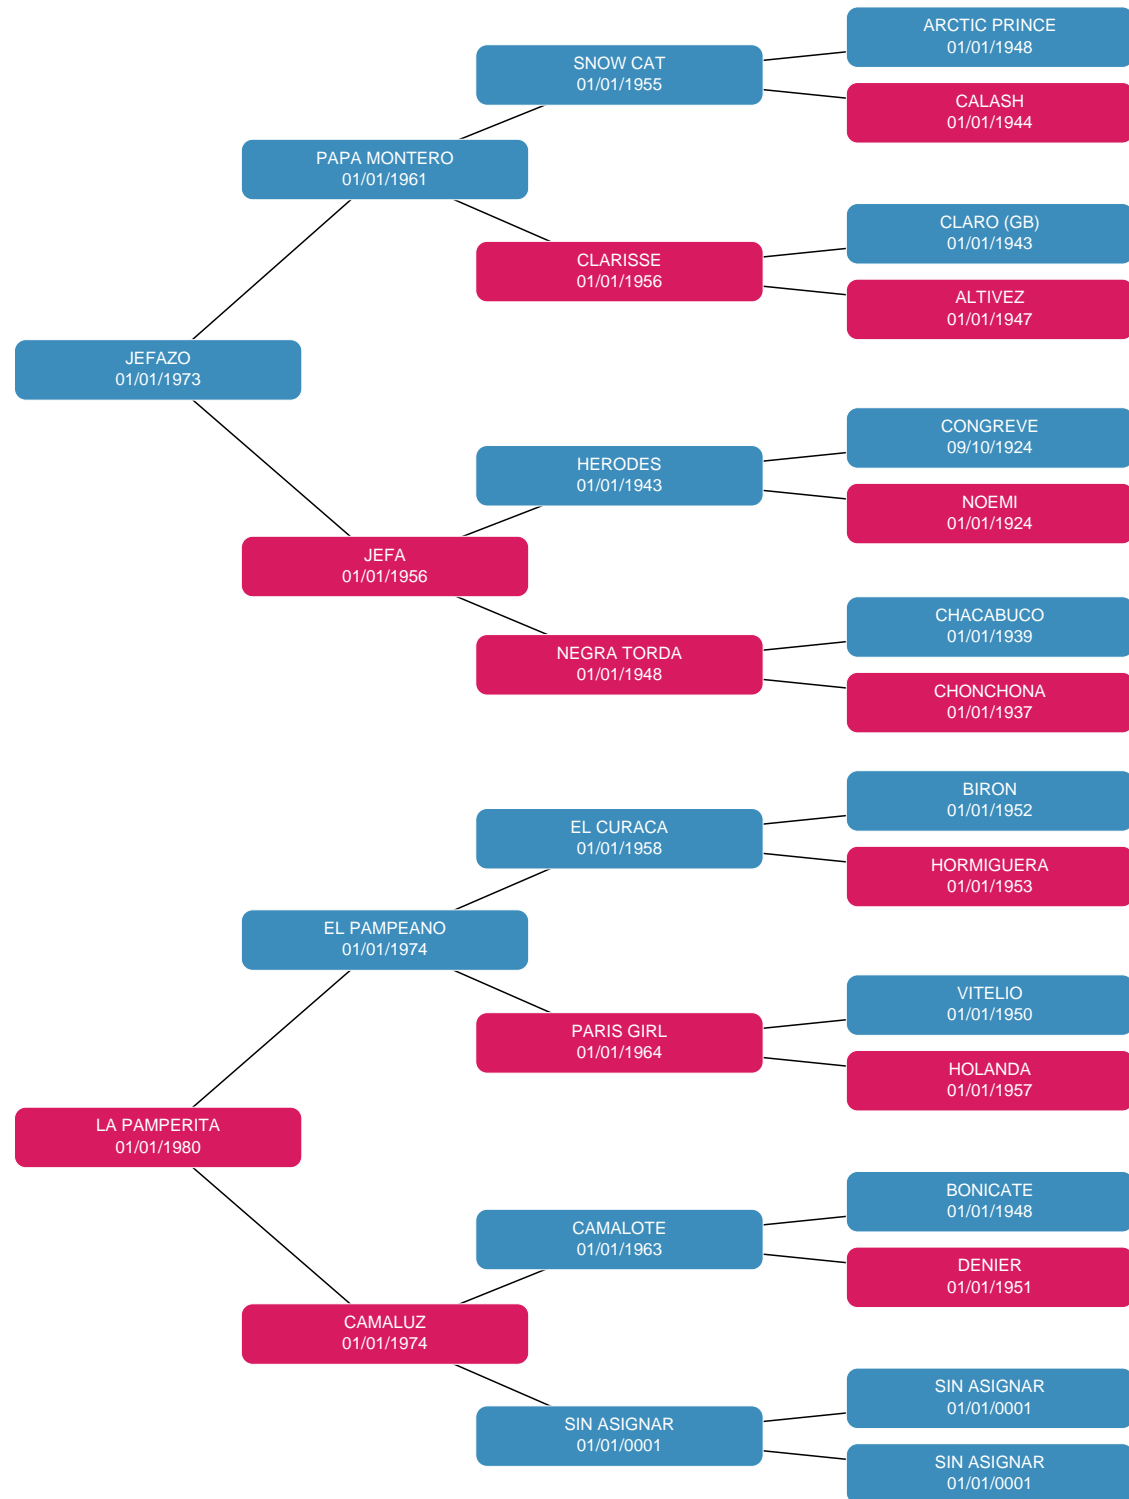 ARCTIC PRINCE
01/01/1948
SNOW CAT
01/01/1955
CALASH
01/01/1944
PAPA MONTERO
01/01/1961
CLARO (GB)
01/01/1943
CLARISSE
01/01/1956
ALTIVEZ
01/01/1947
JEFAZO
01/01/1973
CONGREVE
09/10/1924
HERODES
01/01/1943
NOEMI
01/01/1924
JEFA
01/01/1956
CHACABUCO
01/01/1939
NEGRA TORDA
01/01/1948
CHONCHONA
01/01/1937
BIRON
01/01/1952
EL CURACA
01/01/1958
HORMIGUERA
01/01/1953
EL PAMPEANO
01/01/1974
VITELIO
01/01/1950
PARIS GIRL
01/01/1964
HOLANDA
01/01/1957
LA PAMPERITA
01/01/1980
BONICATE
01/01/1948
CAMALOTE
01/01/1963
DENIER
01/01/1951
CAMALUZ
01/01/1974
SIN ASIGNAR
01/01/0001
SIN ASIGNAR
01/01/0001
SIN ASIGNAR
01/01/0001